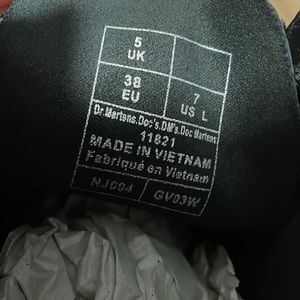 5
UK
38
EU
7
US L
Dr.Martens.Doc's.DM's.Doc Martens
11821
MADE IN VIETNAM
Fabriqué en Vietnam
GV03W